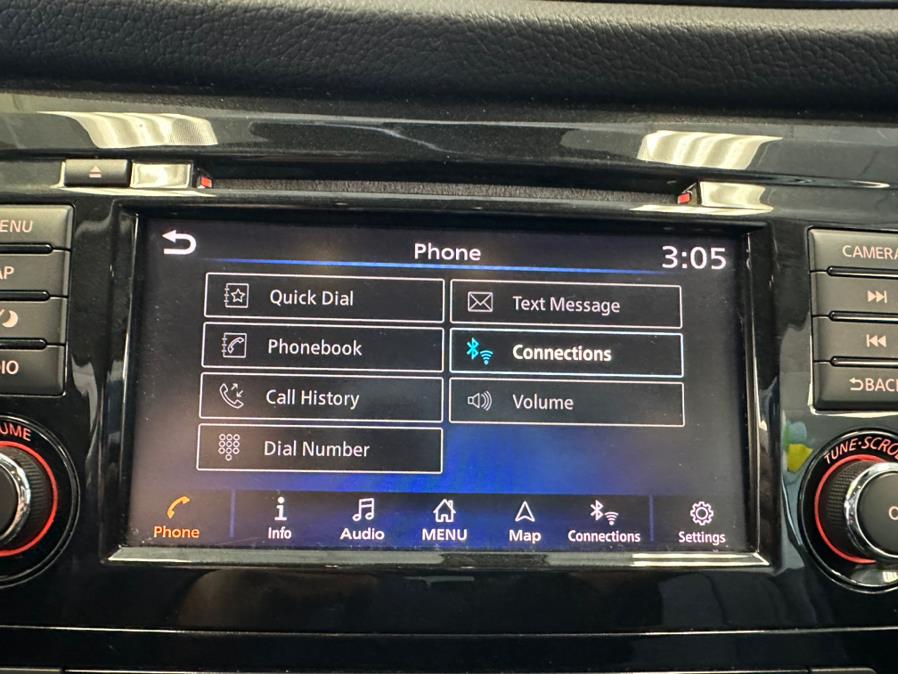 Phone
3:05
Quick Dial
Text Message
Phonebook
Connections
Call History
Volume
Dial Number
Phone
Info
Audio
MENU
Map
Connections
Settings
ENU
AP
DIO
UME
CAMERA
BACK
TUNE·SCRO